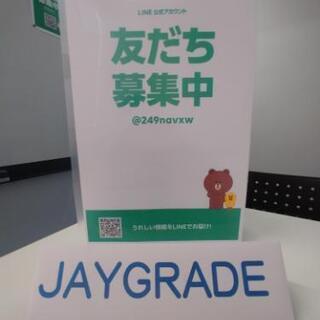 LINE 公式アカウント
友だち
募集中
@249navxw
うれしい情報をLINEでお届け!
JAYGRADE